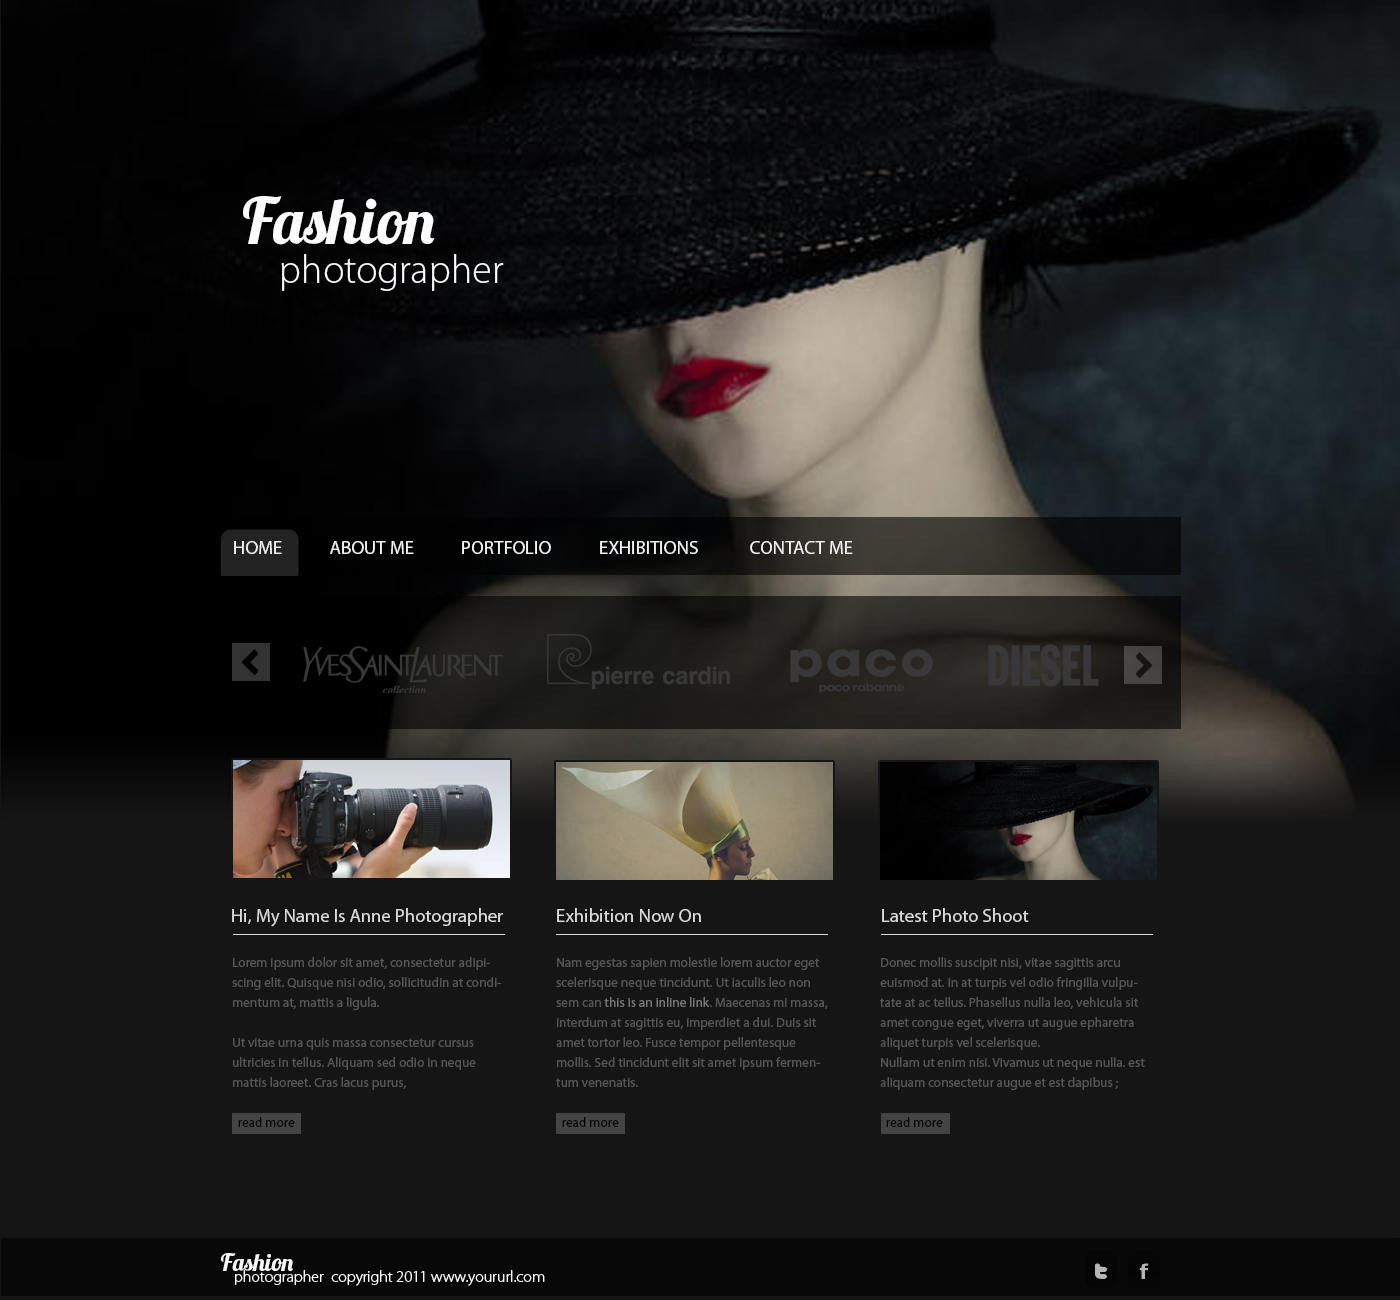 Fashion
photographer
HOME ABOUT ME PORTFOLIO EXHIBITIONS CONTACT ME
YVESSAINTLAURENT
collection
pierre cardin
paco
paco rabanne
DIESEL
Hi, My Name Is Anne Photographer
Lorem ipsum dolor sit amet, consectetur adipi-
scing elit. Quisque nisi odio, sollicitudin at condi-
mentum at, mattis a ligula.
Ut vitae urna quis massa consectetur cursus
ultricies in tellus. Aliquam sed odio in neque
mattis laoreet. Cras lacus purus,
read more
Exhibition Now On
Nam egestas sapien molestie lorem auctor eget
scelerisque neque tincidunt. Ut iaculis leo non
sem can this is an inline link. Maecenas mi massa,
interdum at sagittis eu, imperdiet a dui. Duis sit
amet tortor leo. Fusce tempor pellentesque
mollis. Sed tincidunt elit sit amet ipsum fermen-
tum venenatis.
read more
Latest Photo Shoot
Donec mollis suscipit nisi, vitae sagittis arcu
euismod at. In at turpis vel odio fringilla vulpu-
tate at ac tellus. Phasellus nulla leo, vehicula sit
amet congue eget, viverra ut augue epharetra
aliquet turpis vel scelerisque.
Nullam ut enim nisi. Vivamus ut neque nulla. est
aliquam consectetur augue et est dapibus ;
read more
Fashion
photographer copyright 2011 www.yoururl.com